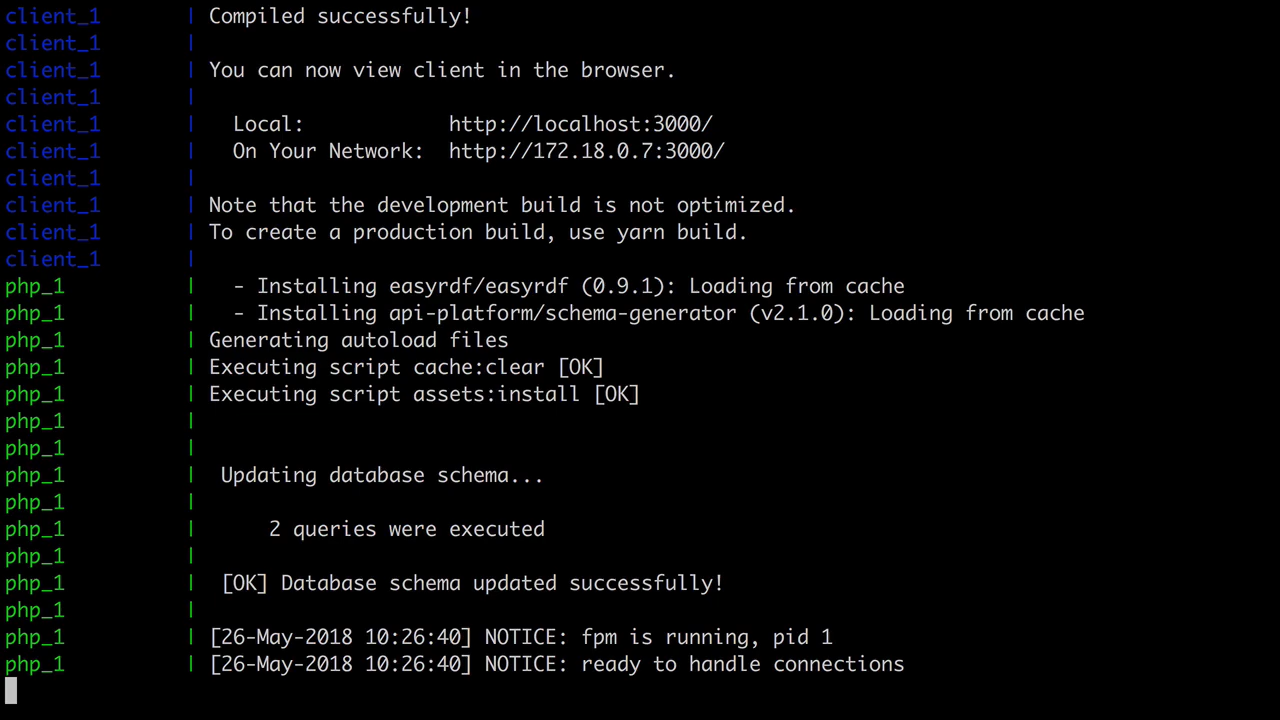 client_1 | Compiled successfully!
client_1 |
client_1 | You can now view client in the browser.
client_1 |
client_1 | Local: http://localhost:3000/
client_1 | On Your Network: http://172.18.0.7:3000/
client_1 |
client_1 | Note that the development build is not optimized.
client_1 | To create a production build, use yarn build.
client_1 |
php_1 | - Installing easyrdf/easyrdf (0.9.1): Loading from cache
php_1 | - Installing api-platform/schema-generator (v2.1.0): Loading from cache
php_1 | Generating autoload files
php_1 | Executing script cache:clear [OK]
php_1 | Executing script assets:install [OK]
php_1 |
php_1 |
php_1 | Updating database schema...
php_1 |
php_1 | 2 queries were executed
php_1 |
php_1 | [OK] Database schema updated successfully!
php_1 |
php_1 | [26-May-2018 10:26:40] NOTICE: fpm is running, pid 1
php_1 | [26-May-2018 10:26:40] NOTICE: ready to handle connections